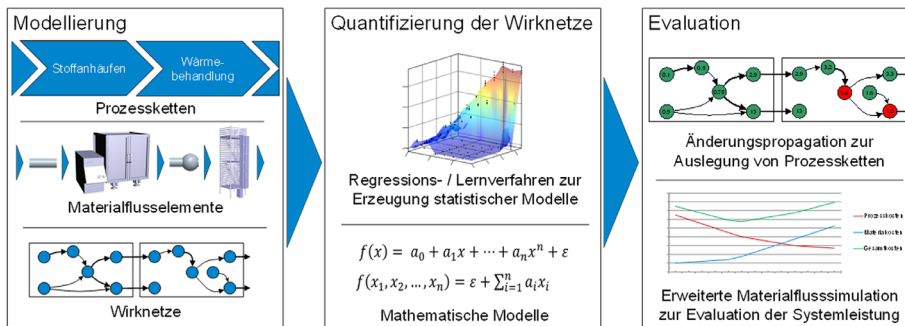 Modellierung
Stoffanhäufen
Wärme-
behandlung
Prozessketten
Materialflusselemente
Wirknetze
Quantifizierung der Wirknetze
Regressions- / Lernverfahren zur
Erzeugung statistischer Modelle
f(x) = a₀ + a₁x + ⋯ + aₙxⁿ + ε
f(x₁, x₂, …, xₙ) = ε + ∑ⁿᵢ₌₁ aᵢxᵢ
Mathematische Modelle
Evaluation
Änderungspropagation zur
Auslegung von Prozessketten
Prozesskosten
Materialkosten
Gesamtkosten
Erweiterte Materialflusssimulation
zur Evaluation der Systemleistung